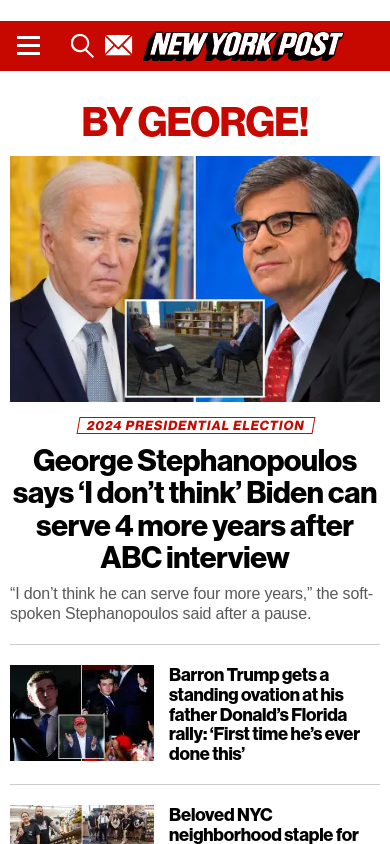 NEW YORK POST
BY GEORGE!
2024 PRESIDENTIAL ELECTION
George Stephanopoulos
says ‘I don’t think’ Biden can
serve 4 more years after
ABC interview
“I don’t think he can serve four more years,” the soft-
spoken Stephanopoulos said after a pause.
Barron Trump gets a
standing ovation at his
father Donald’s Florida
rally: ‘First time he’s ever
done this’
Beloved NYC
neighborhood staple for